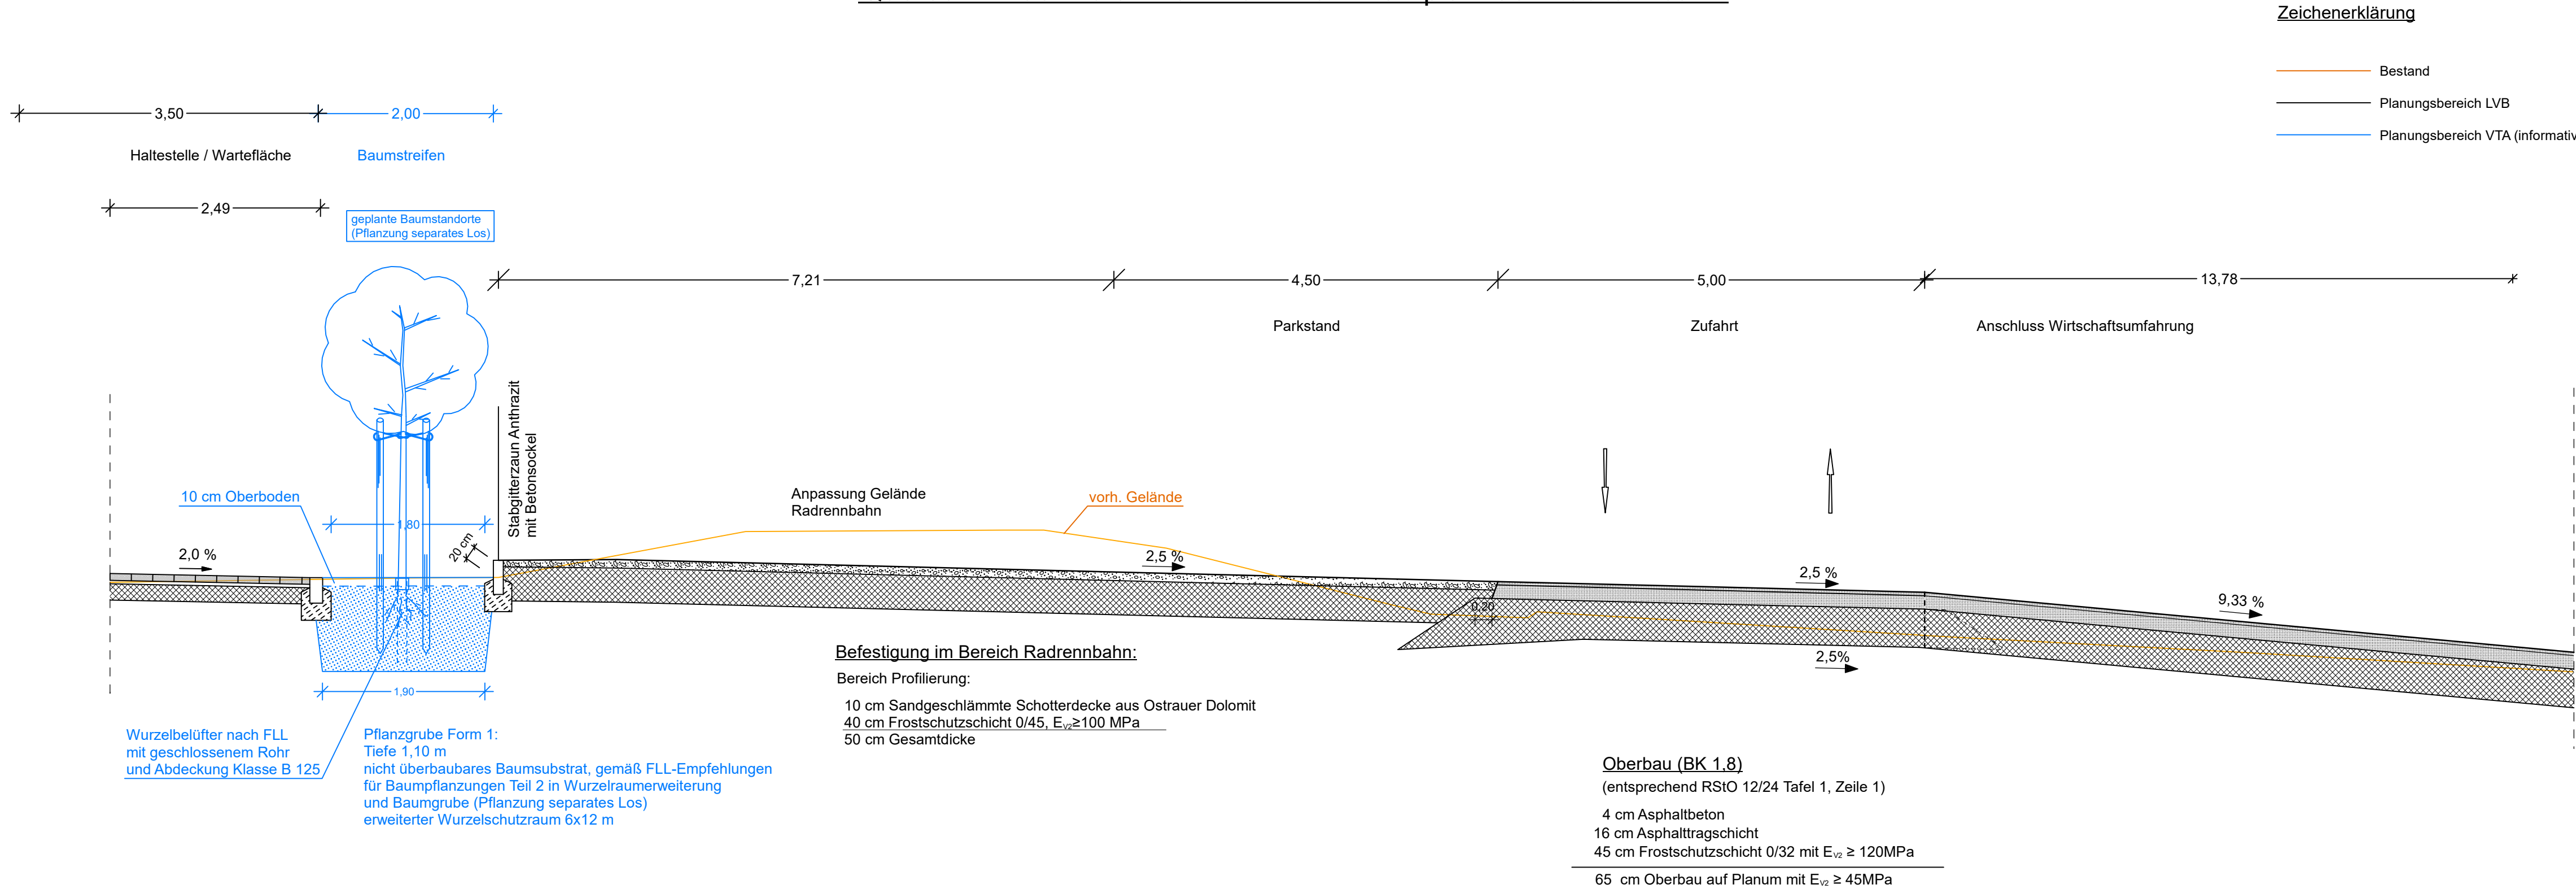 Zeichenerklärung
Bestand
Planungsbereich LVB
Planungsbereich VTA (informativ
3,50
2,00
Haltestelle / Wartefläche
Baumstreifen
2,49
geplante Baumstandorte
(Pflanzung separates Los)
7,21
4,50
5,00
13,78
Parkstand
Zufahrt
Anschluss Wirtschaftsumfahrung
Stabgitterzaun Anthrazit
mit Betonsockel
10 cm Oberboden
1,80
20 cm
Anpassung Gelände
Radrennbahn
vorh. Gelände
2,0 %
2,5 %
2,5 %
9,33 %
0,20
2,5%
1,90
Befestigung im Bereich Radrennbahn:
Bereich Profilierung:
10 cm Sandgeschlämmte Schotterdecke aus Ostrauer Dolomit
40 cm Frostschutzschicht 0/45, EV2≥100 MPa
50 cm Gesamtdicke
Wurzelbelüfter nach FLL
mit geschlossenem Rohr
und Abdeckung Klasse B 125
Pflanzgrube Form 1:
Tiefe 1,10 m
nicht überbaubares Baumsubstrat, gemäß FLL-Empfehlungen
für Baumpflanzungen Teil 2 in Wurzelraumerweiterung
und Baumgrube (Pflanzung separates Los)
erweiterter Wurzelschutzraum 6x12 m
Oberbau (BK 1,8)
(entsprechend RStO 12/24 Tafel 1, Zeile 1)
4 cm Asphaltbeton
16 cm Asphalttragschicht
45 cm Frostschutzschicht 0/32 mit EV2 ≥ 120MPa
65 cm Oberbau auf Planum mit EV2 ≥ 45MPa